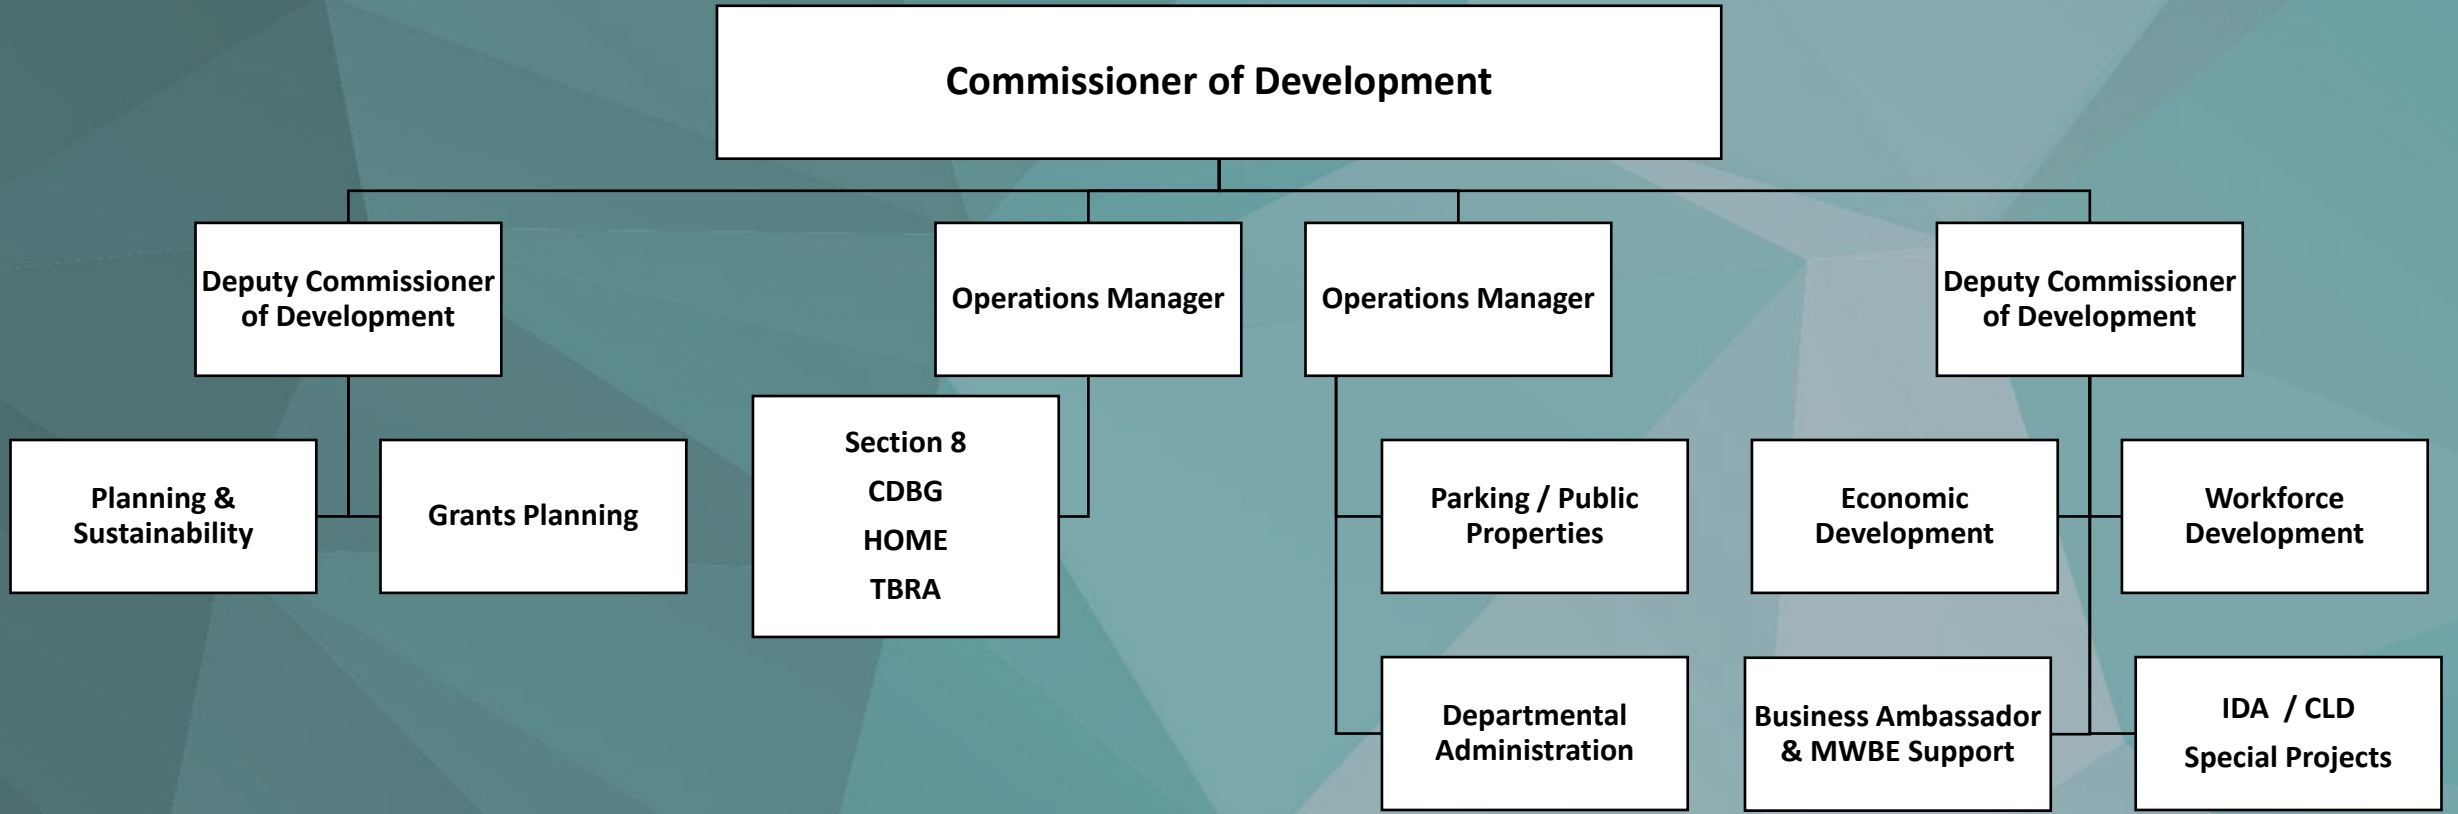 Commissioner of Development
Deputy Commissioner
of Development
Operations Manager
Operations Manager
Deputy Commissioner
of Development
Planning &
Sustainability
Grants Planning
Section 8
CDBG
HOME
TBRA
Parking / Public
Properties
Economic
Development
Workforce
Development
Departmental
Administration
Business Ambassador
& MWBE Support
IDA / CLD
Special Projects